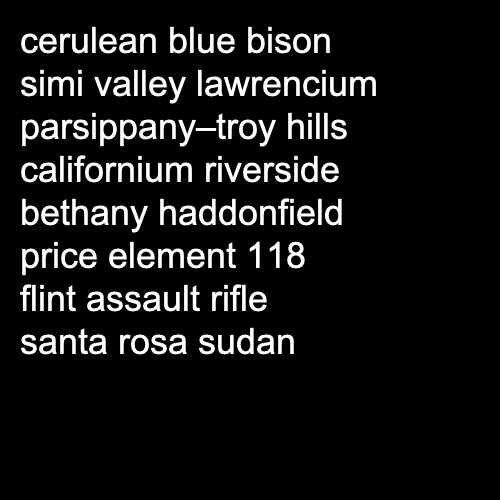 cerulean blue bison
simi valley lawrencium
parsippany–troy hills
californium riverside
bethany haddonfield
price element 118
flint assault rifle
santa rosa sudan